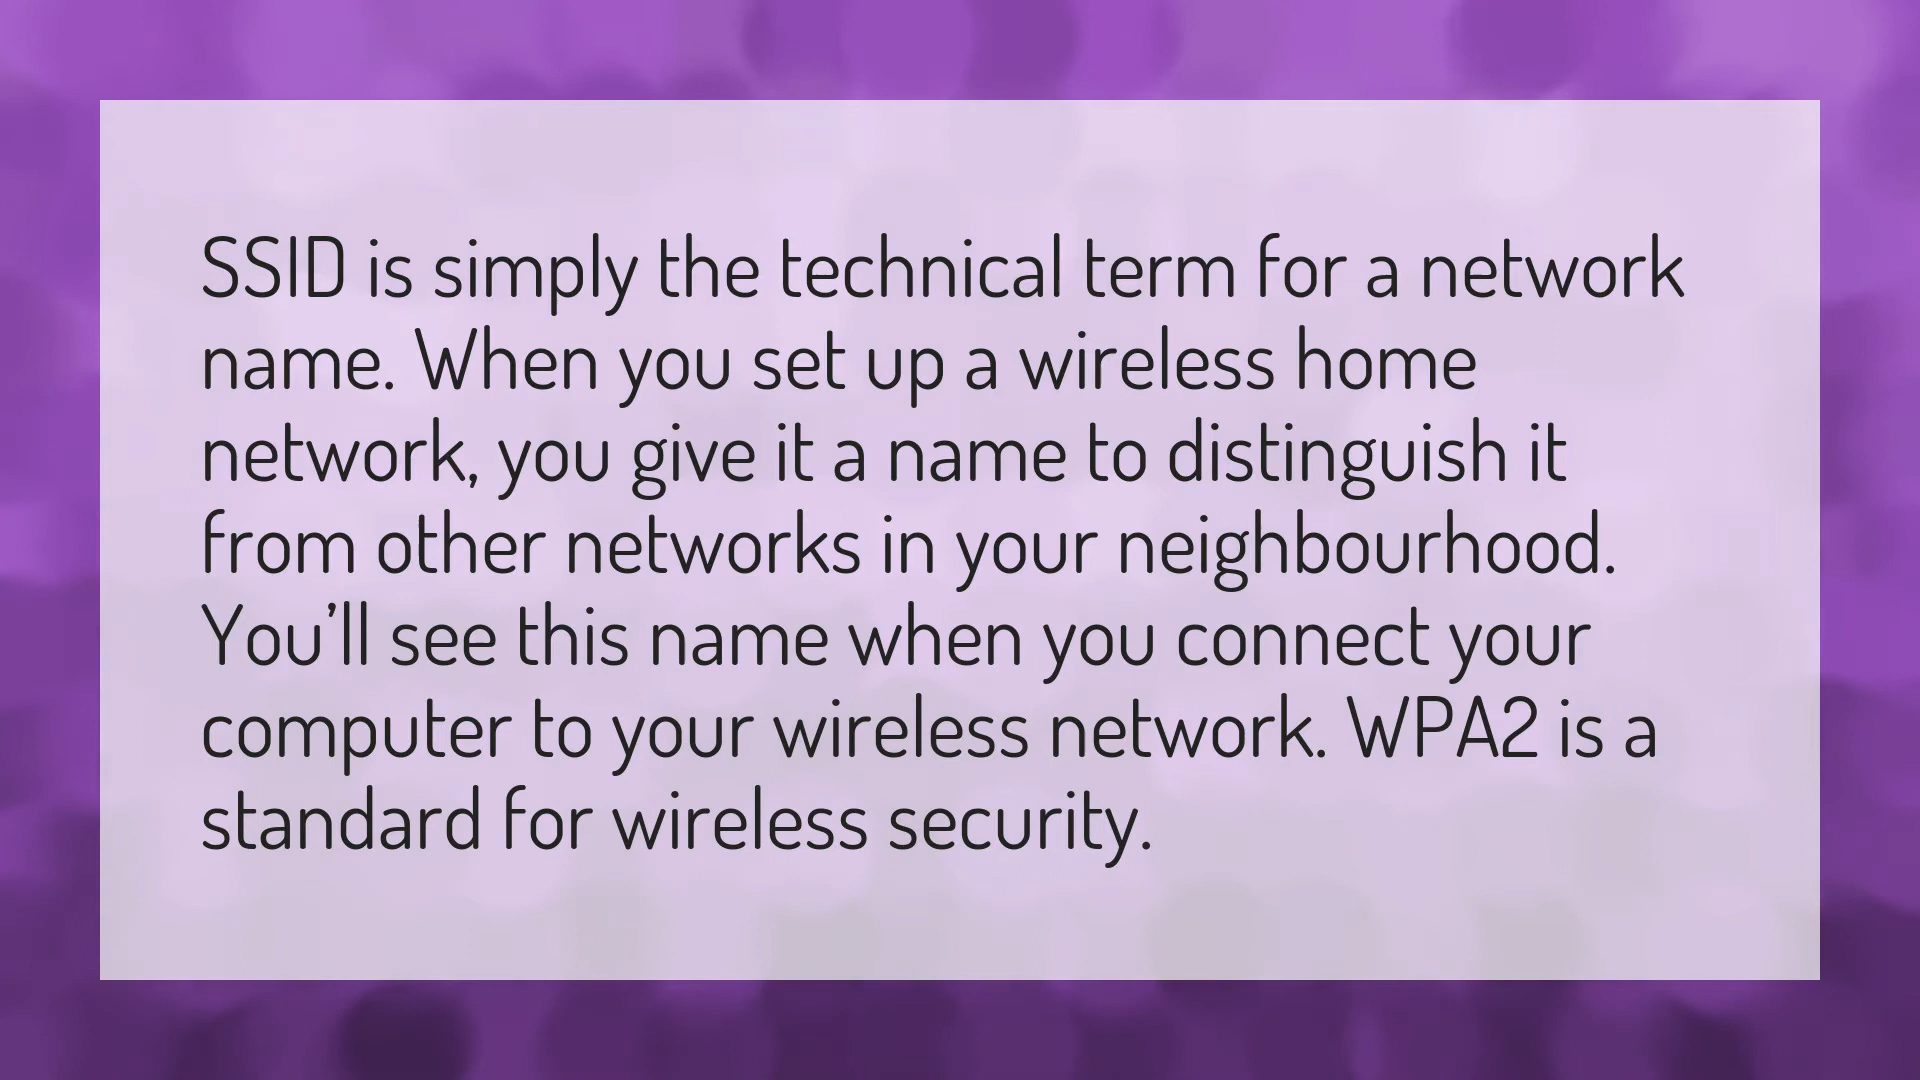 SSID is simply the technical term for a network
name. When you set up a wireless home
network, you give it a name to distinguish it
from other networks in your neighbourhood.
You’ll see this name when you connect your
computer to your wireless network. WPA2 is a
standard for wireless security.